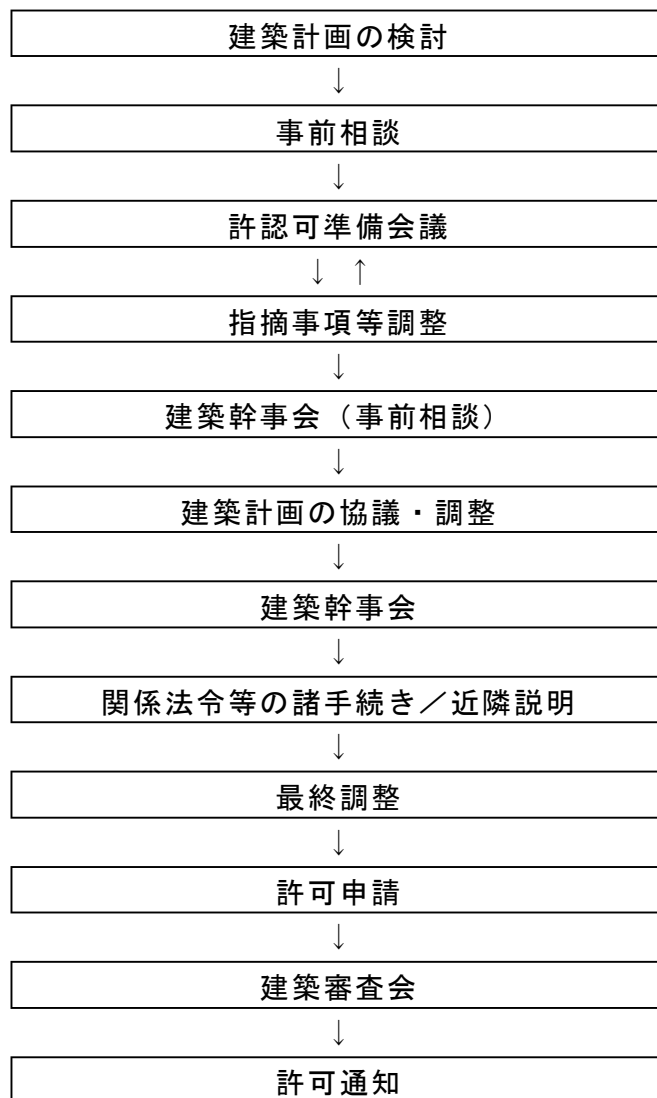 建築計画の検討
↓
事前相談
↓
許認可準備会議
↓ ↑
指摘事項等調整
↓
建築幹事会（事前相談）
↓
建築計画の協議・調整
↓
建築幹事会
↓
関係法令等の諸手続き／近隣説明
↓
最終調整
↓
許可申請
↓
建築審査会
↓
許可通知